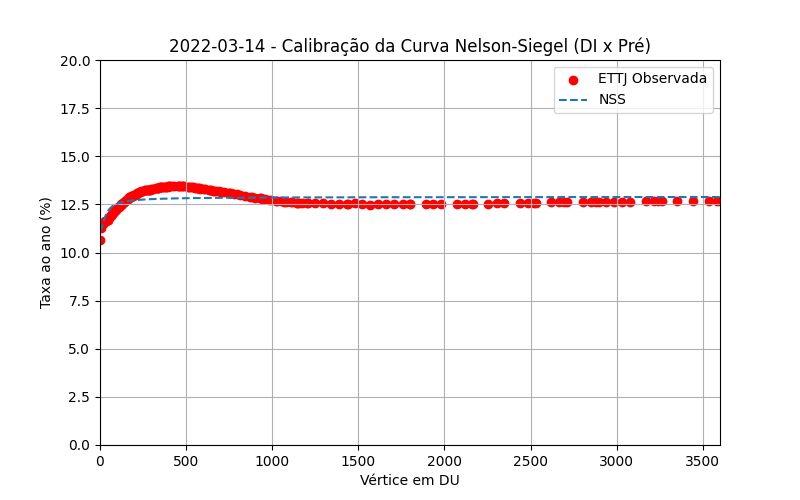 2022-03-14 - Calibração da Curva Nelson-Siegel (DI x Pré)
20.0
17.5
15.0
12.5
10.0
7.5
5.0
2.5
0.0
Taxa ao ano (%)
ETTJ Observada
NSS
0 500 1000 1500 2000 2500 3000 3500
Vértice em DU